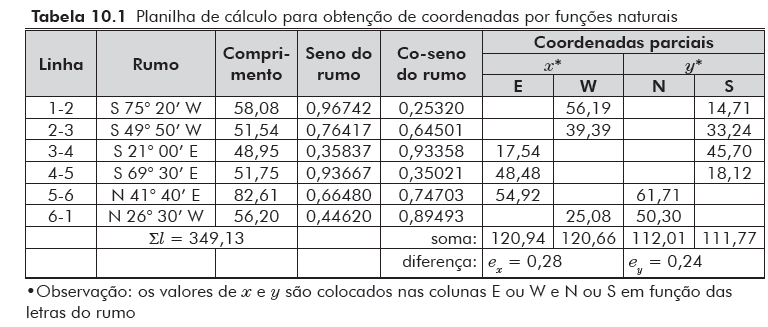 Tabela 10.1 Planilha de cálculo para obtenção de coordenadas por funções naturais
Linha Rumo Compri- mento Seno do rumo Co-seno do rumo Coordenadas parciais
x* y*
E W N S
1-2 S 75° 20′ W 58,08 0,96742 0,25320 56,19 14,71
2-3 S 49° 50′ W 51,54 0,76417 0,64501 39,39 33,24
3-4 S 21° 00′ E 48,95 0,35837 0,93358 17,54 45,70
4-5 S 69° 30′ E 51,75 0,93667 0,35021 48,48 18,12
5-6 N 41° 40′ E 82,61 0,66480 0,74703 54,92 61,71
6-1 N 26° 30′ W 56,20 0,44620 0,89493 25,08 50,30
Σl = 349,13 soma: 120,94 120,66 112,01 111,77
diferença: eₓ = 0,28 e_y = 0,24
•Observação: os valores de x e y são colocados nas colunas E ou W e N ou S em função das
letras do rumo